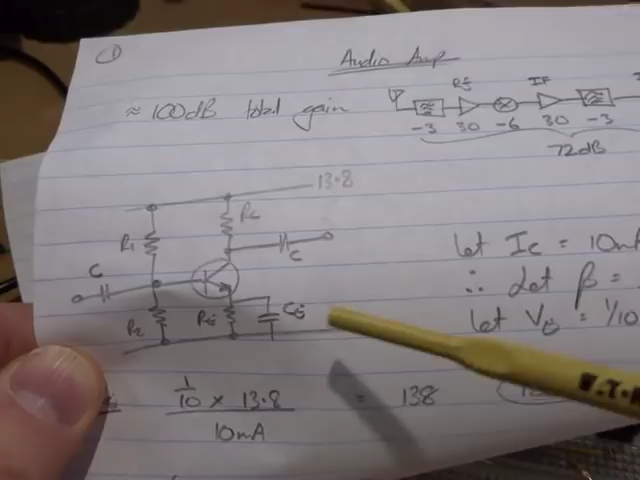 ①
Audio Amp
≈ 100dB total gain
RF IF
-3 30 -6 30 -3
72dB
13.8
R1 Rc
C C
R2 RE CE
let Ic = 10mA
∴ let β =
let VE = 1/10
1/10 × 13.8 / 10mA = 138